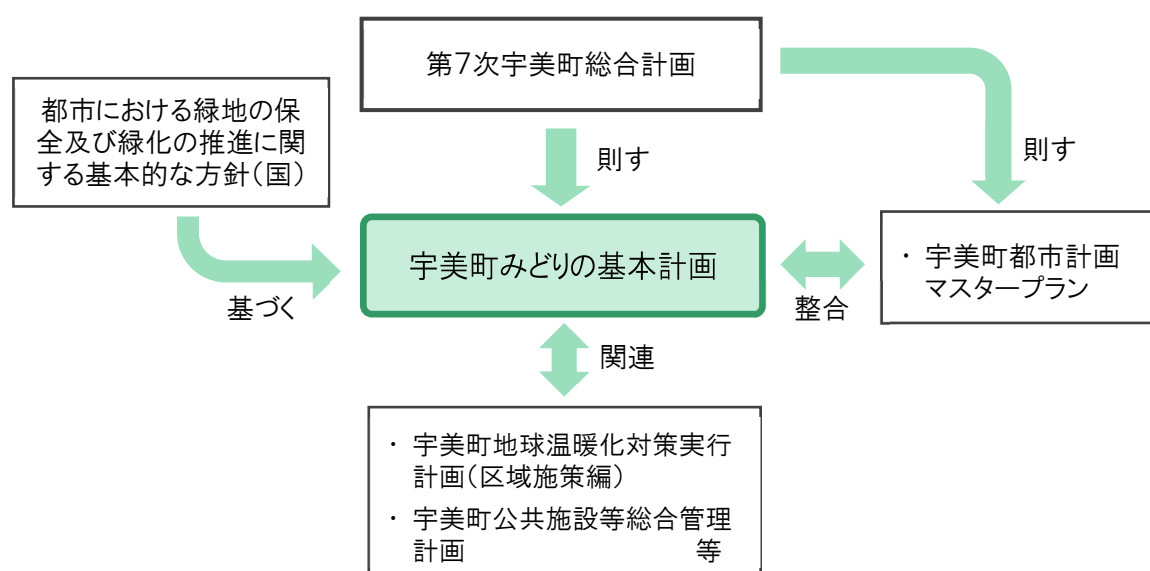 第7次宇美町総合計画
都市における緑地の保
全及び緑化の推進に関
する基本的な方針(国)
則す
則す
宇美町みどりの基本計画
・ 宇美町都市計画
マスタープラン
基づく
整合
関連
・ 宇美町地球温暖化対策実行
計画(区域施策編)
・ 宇美町公共施設等総合管理
計画 等